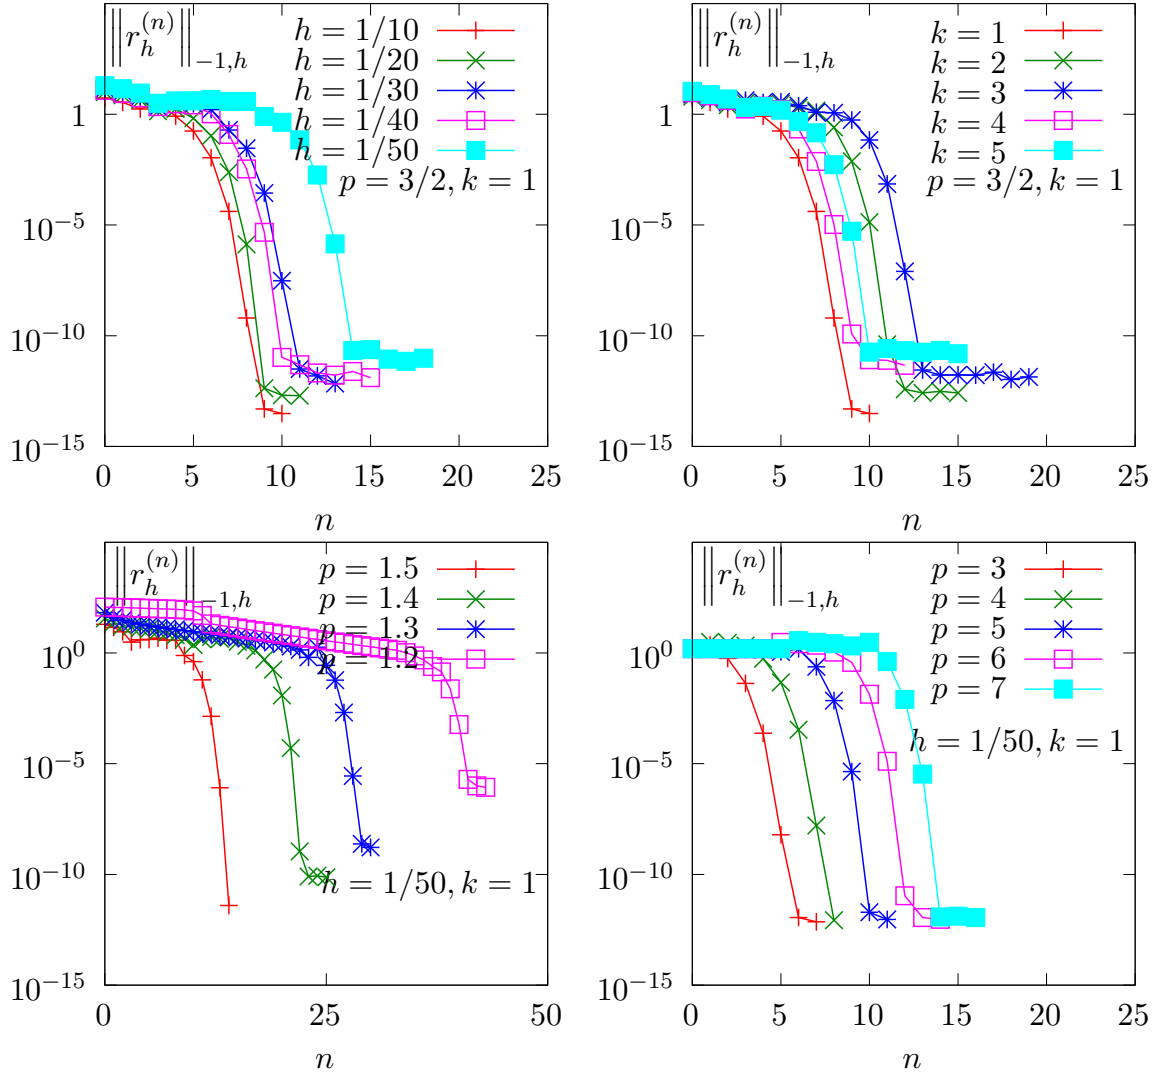 ‖r_h^(n)‖_{-1,h}
h = 1/10
h = 1/20
h = 1/30
h = 1/40
h = 1/50
p = 3/2, k = 1
1
10^{-5}
10^{-10}
10^{-15}
0 5 10 15 20 25
n
‖r_h^(n)‖_{-1,h}
k = 1
k = 2
k = 3
k = 4
k = 5
p = 3/2, k = 1
1
10^{-5}
10^{-10}
10^{-15}
0 5 10 15 20 25
n
‖r_h^(n)‖_{-1,h}
p = 1.5
p = 1.4
p = 1.3
p = 1.2
10^0
10^{-5}
10^{-10}
h = 1/50, k = 1
10^{-15}
0 25 50
n
‖r_h^(n)‖_{-1,h}
p = 3
p = 4
p = 5
p = 6
p = 7
10^0
h = 1/50, k = 1
10^{-5}
10^{-10}
10^{-15}
0 5 10 15 20 25
n